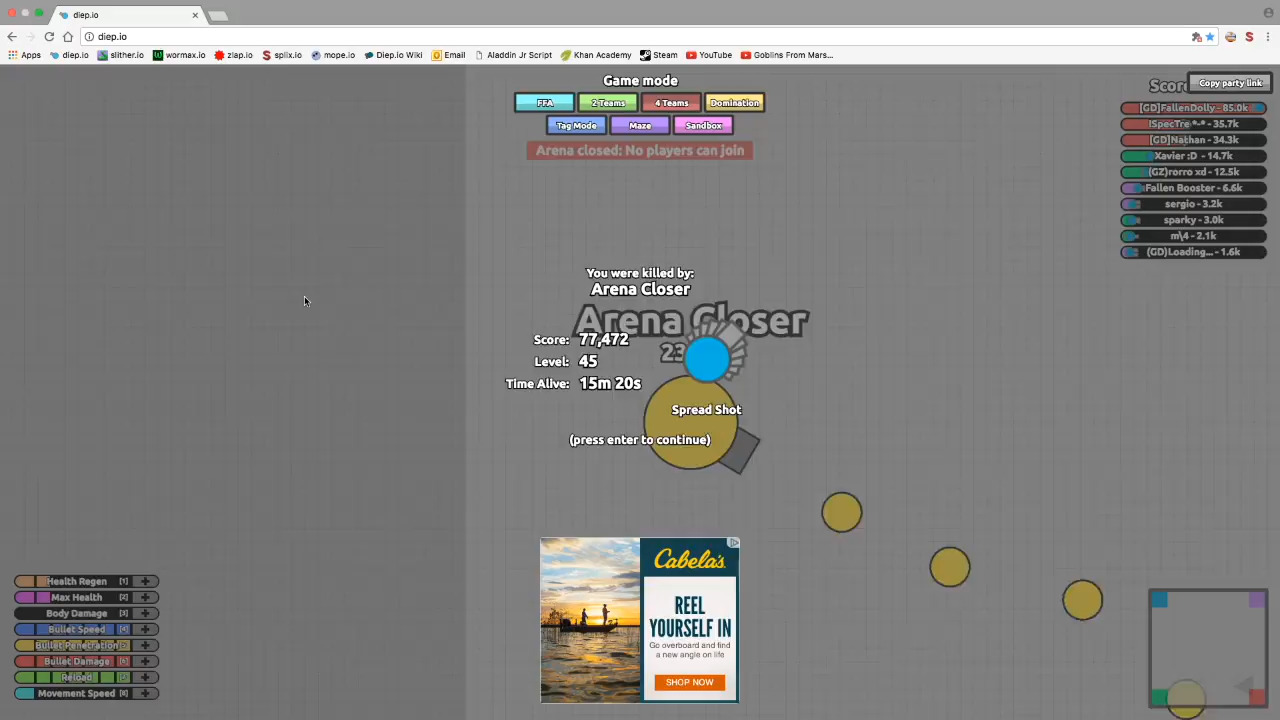 diep.io
diep.io
Apps diep.io slither.io wormax.io zlap.io splix.io mope.io Diep.io Wiki Email Aladdin Jr Script Khan Academy Steam YouTube Goblins From Mars...
Game mode
FFA 2 Teams 4 Teams Domination
Tag Mode Maze Sandbox
Arena closed: No players can join
Copy party link
[GD]FallenDolly - 85.0k
!SpecTre *-* - 35.7k
[GD]Nathan - 34.3k
Xavier :D - 14.7k
(GZ)rorro xd - 12.5k
Fallen Booster - 6.6k
sergio - 3.2k
sparky - 3.0k
m\4 - 2.1k
(GD)Loading... - 1.6k
You were killed by:
Arena Closer
Arena Closer
Score: 77,472
Level: 45
Time Alive: 15m 20s
Spread Shot
(press enter to continue)
Cabela's
REEL
YOURSELF IN
Go overboard and find
a new angle on life
SHOP NOW
Health Regen [1]
Max Health [2]
Body Damage [3]
Bullet Speed [4]
Bullet Penetration [5]
Bullet Damage [6]
Reload [7]
Movement Speed [8]